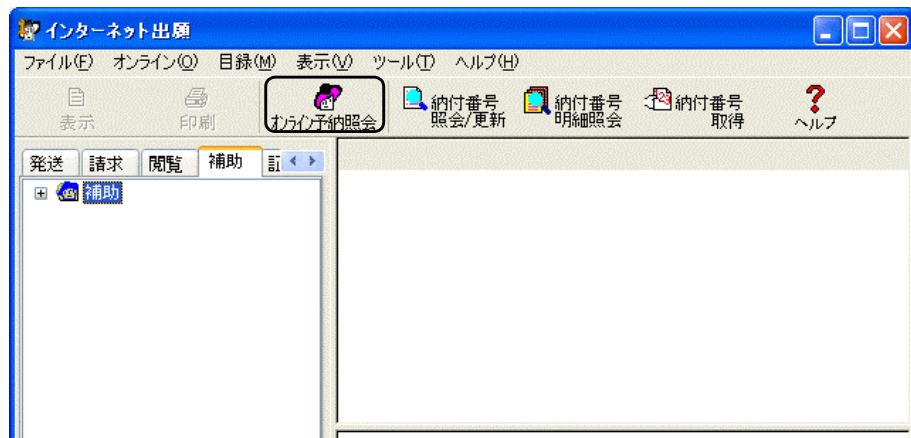 インターネット出願
ファイル(F) オンライン(O) 目録(M) 表示(V) ツール(T) ヘルプ(H)
表示 印刷 オンライン予納照会 納付番号 照会/更新 納付番号 明細照会 納付番号 取得 ヘルプ
発送 請求 閲覧 補助
補助